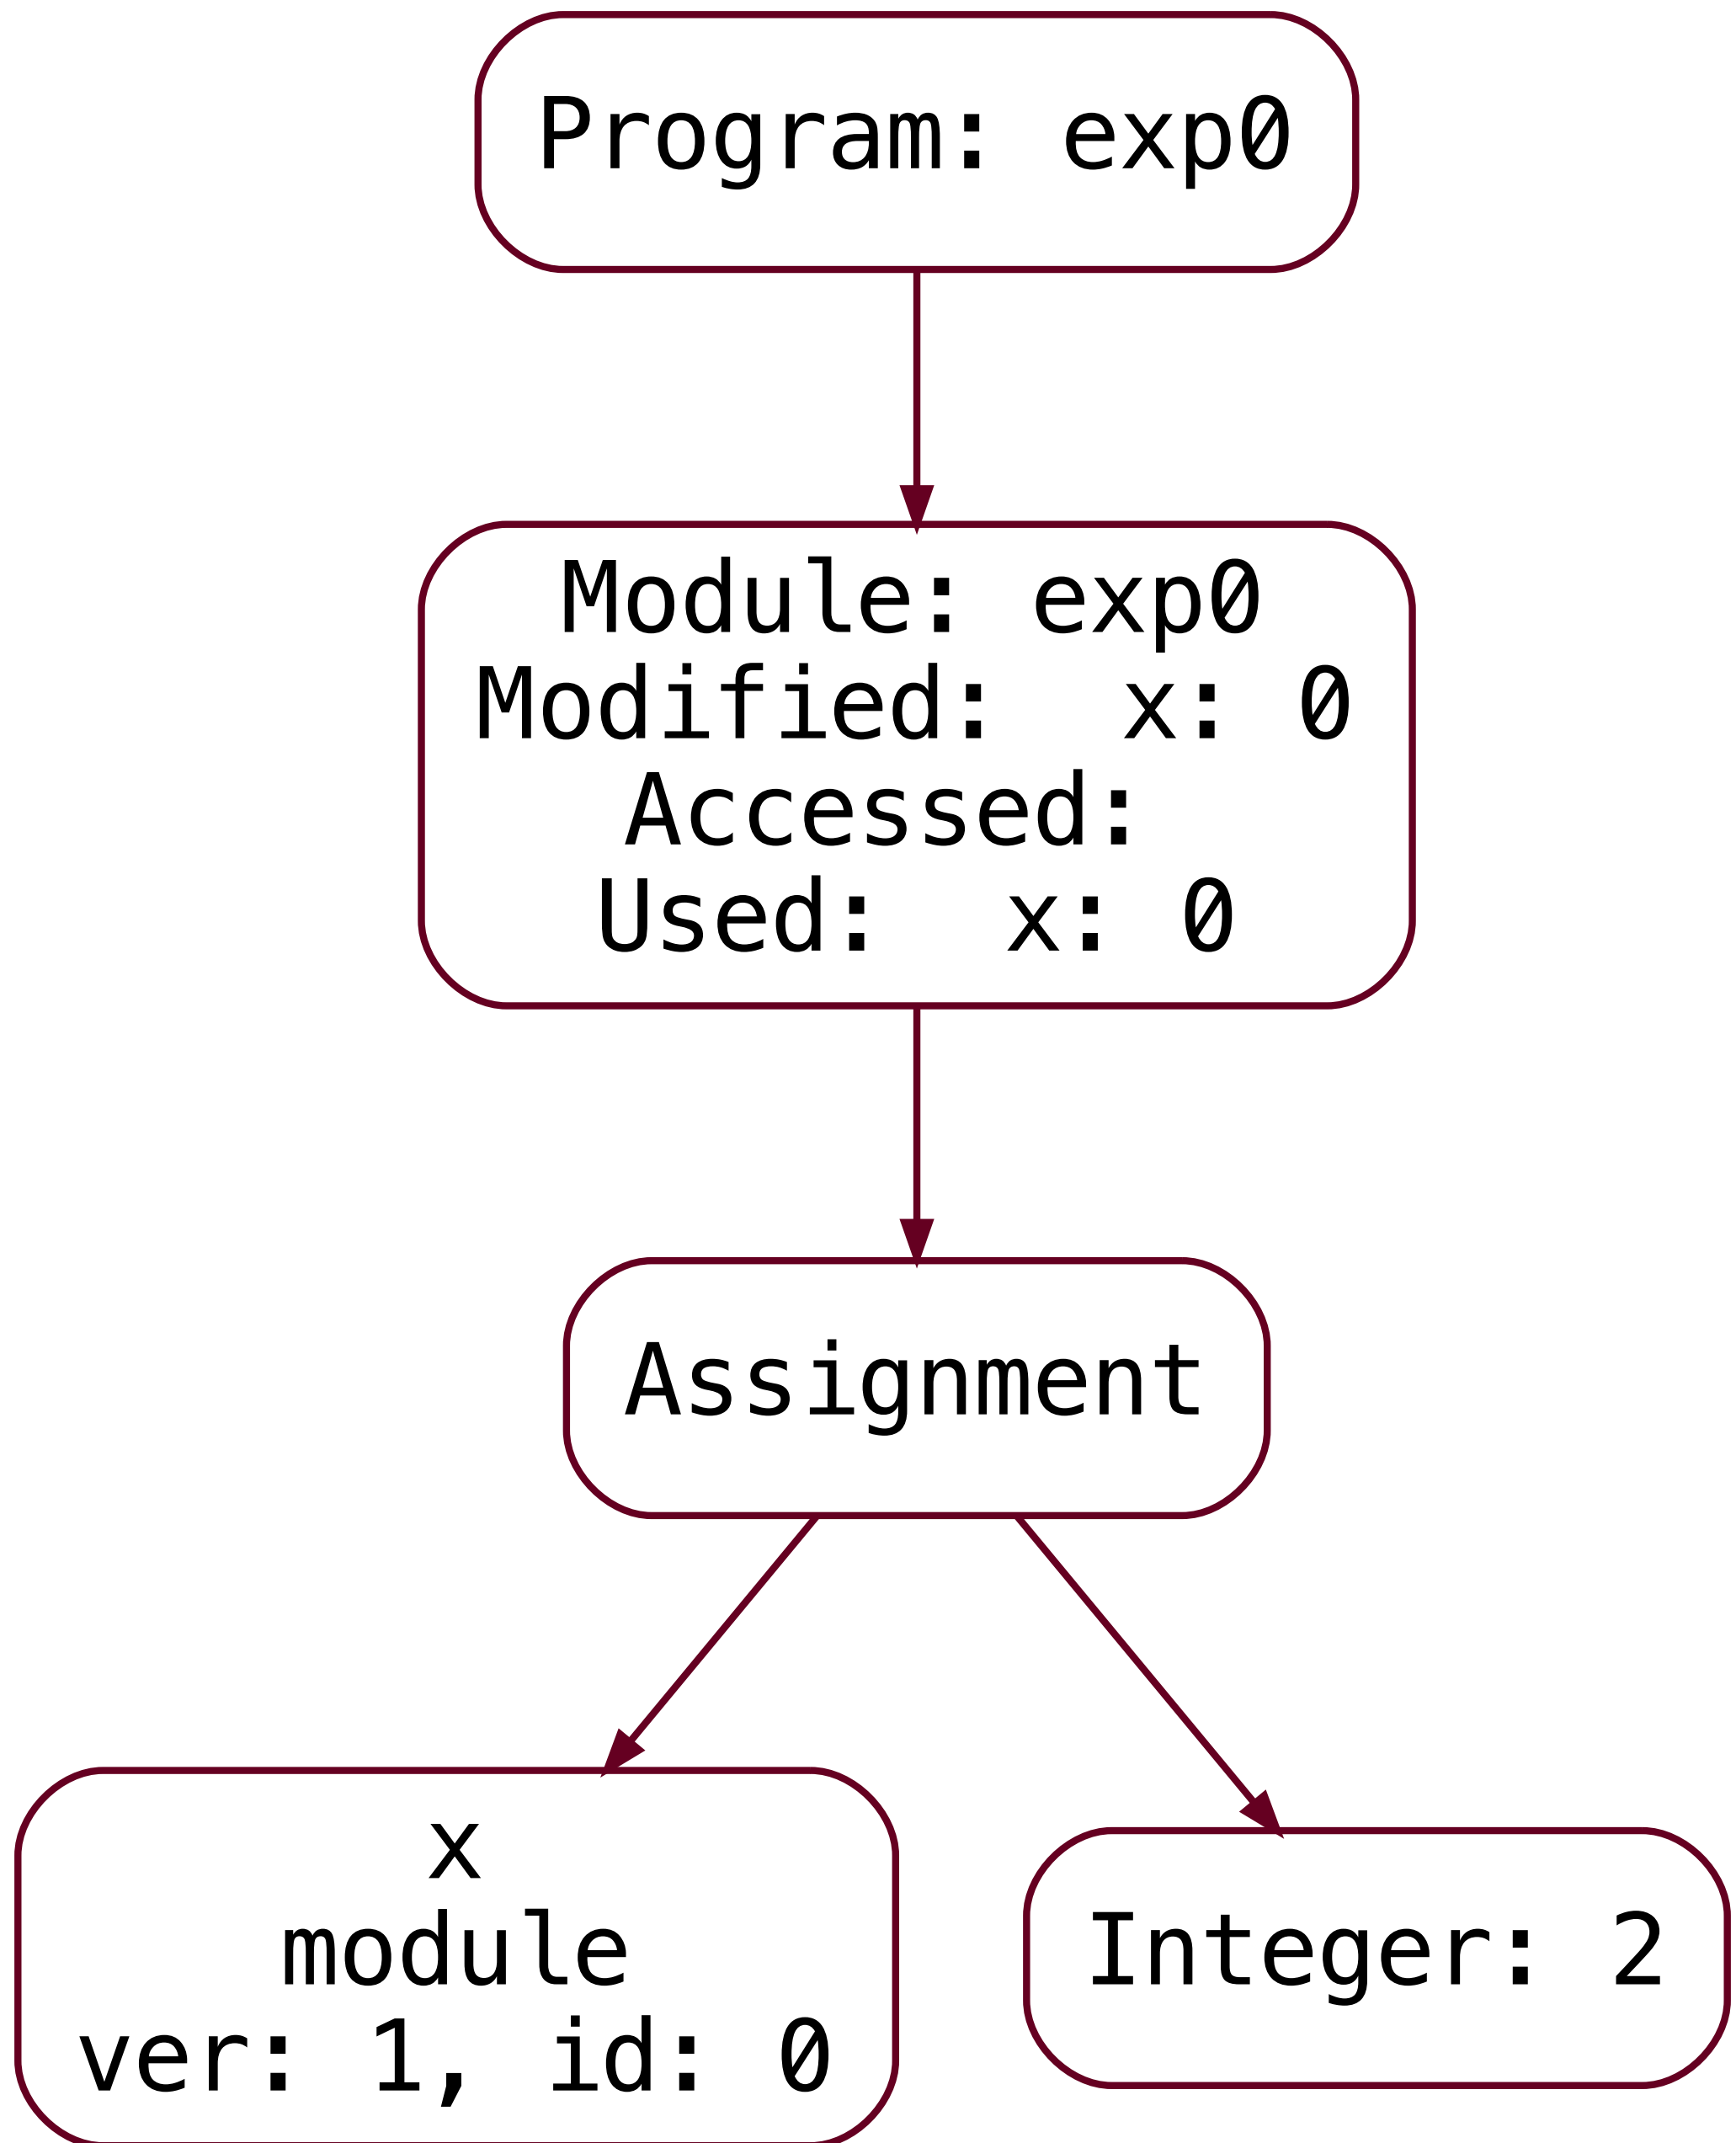 Program: exp0
Module: exp0
Modified:  x: 0
Accessed:
Used:  x: 0
Assignment
x
module
ver: 1, id: 0
Integer: 2